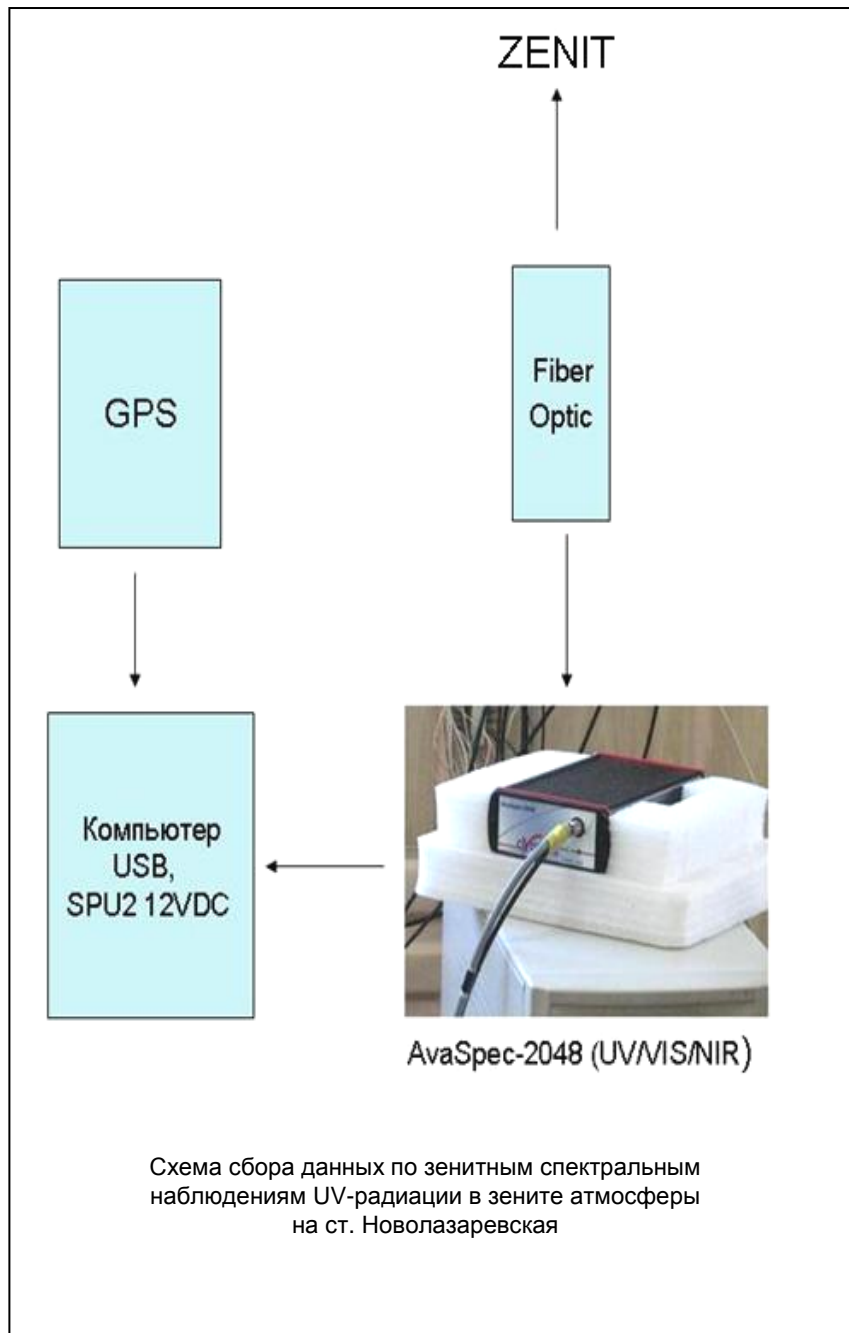 ZENIT
GPS
Fiber
Optic
Компьютер
USB,
SPU2 12VDC
AvaSpec-2048 (UV/VIS/NIR)
Схема сбора данных по зенитным спектральным
наблюдениям UV-радиации в зените атмосферы
на ст. Новолазаревская